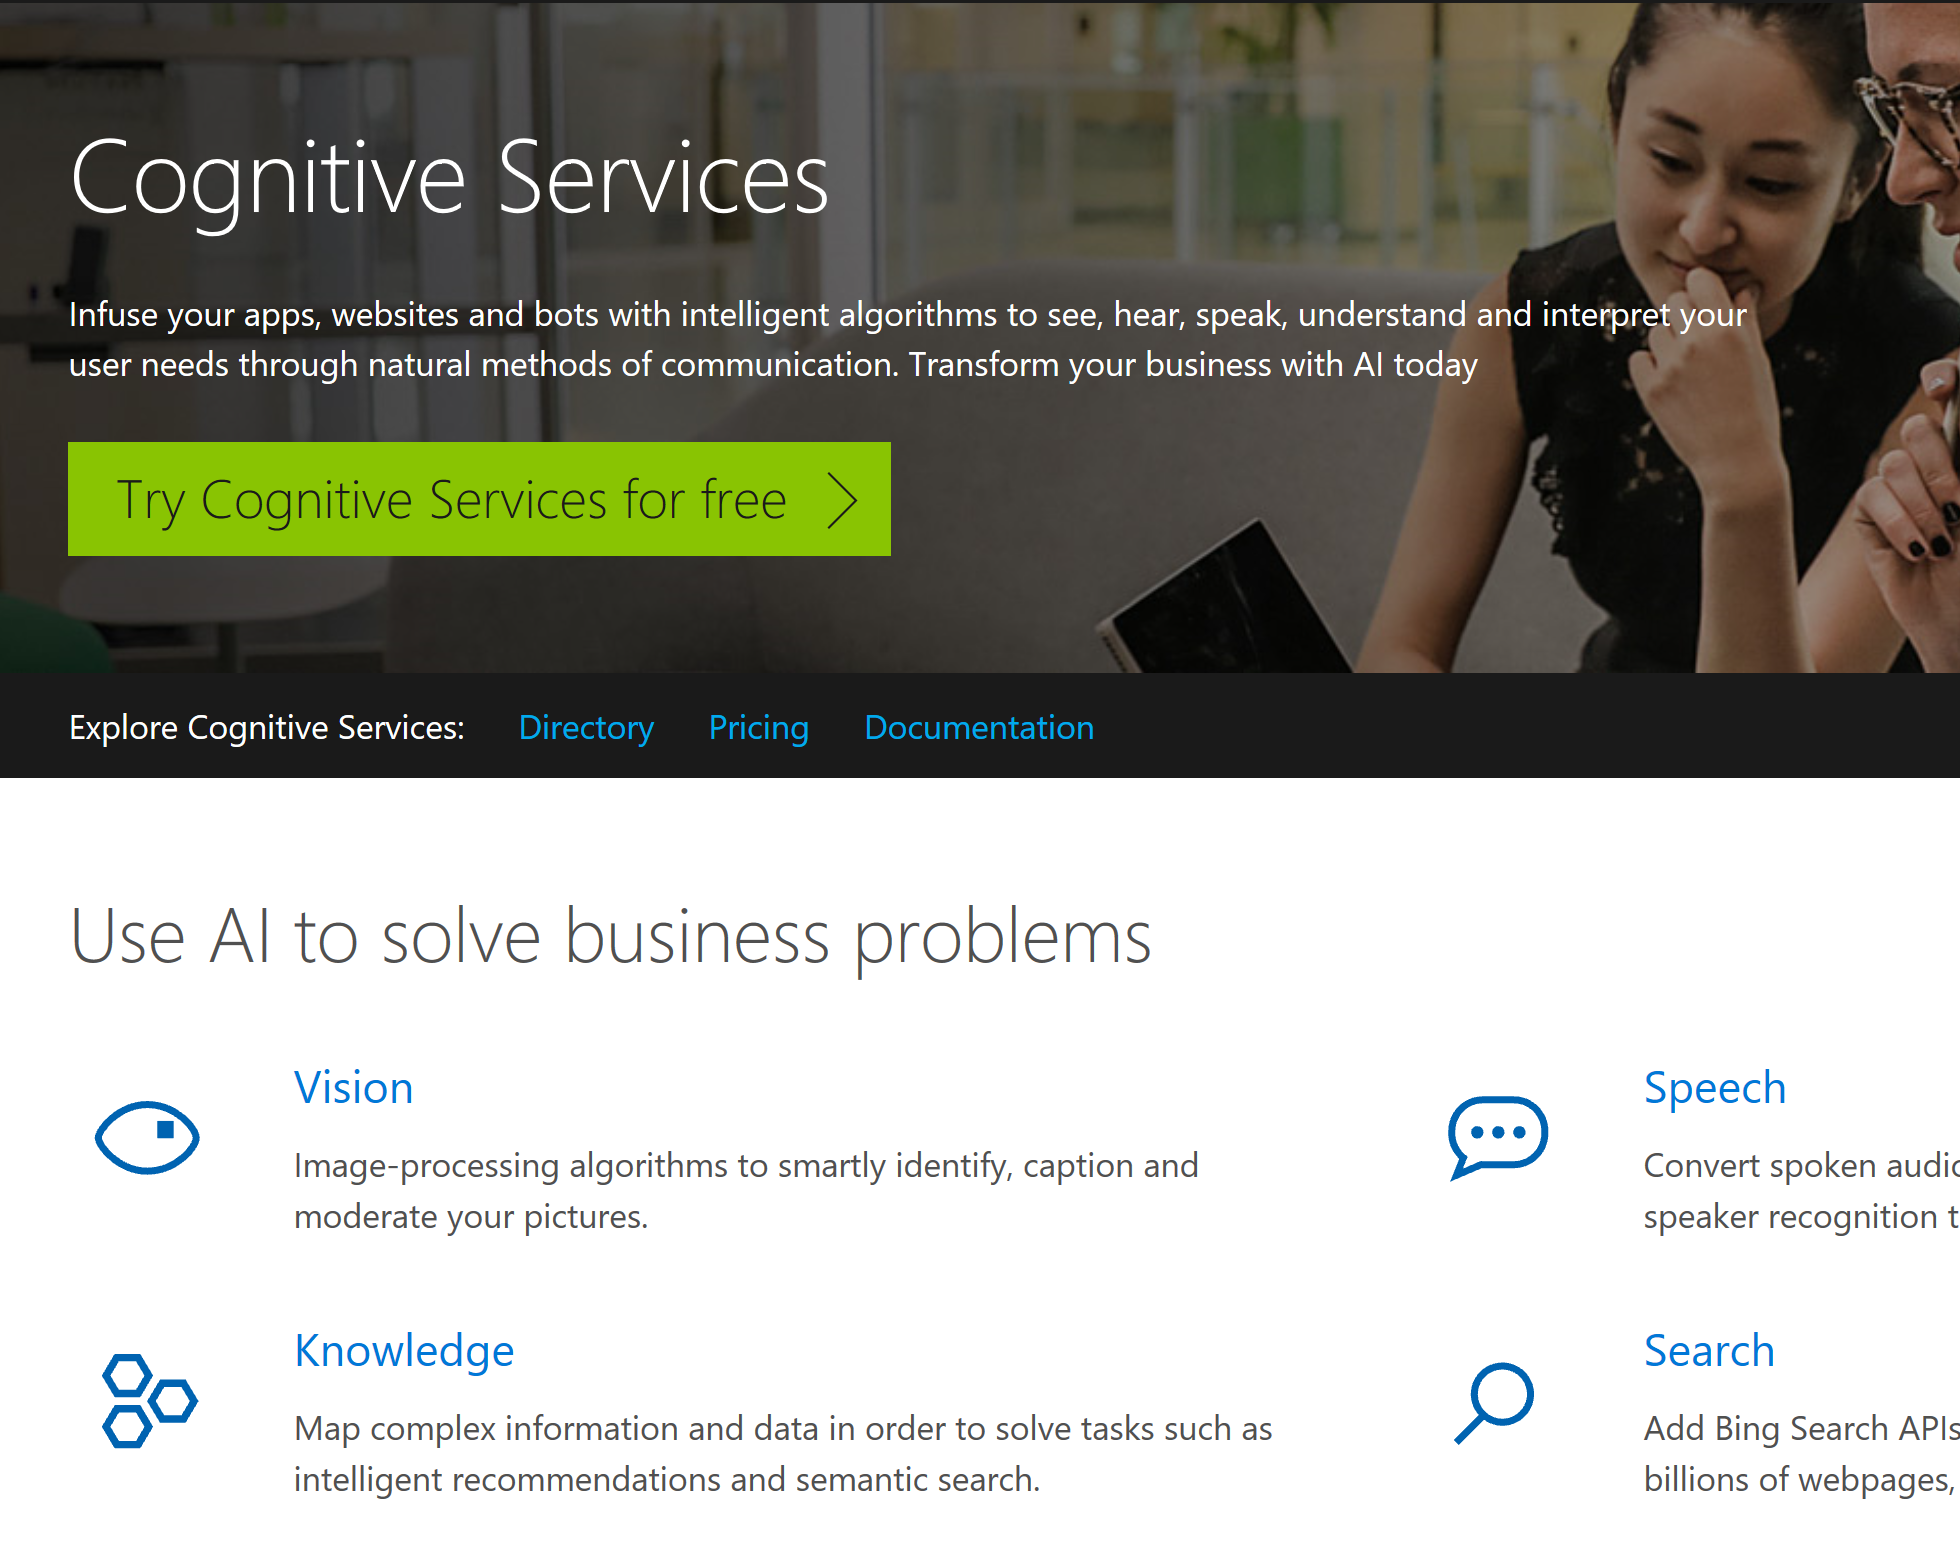 Cognitive Services
Infuse your apps, websites and bots with intelligent algorithms to see, hear, speak, understand and interpret your
user needs through natural methods of communication. Transform your business with AI today
Try Cognitive Services for free
Explore Cognitive Services: Directory Pricing Documentation
Use AI to solve business problems
Vision
Image-processing algorithms to smartly identify, caption and
moderate your pictures.
Speech
Convert spoken audio
speaker recognition t
Knowledge
Map complex information and data in order to solve tasks such as
intelligent recommendations and semantic search.
Search
Add Bing Search APIs
billions of webpages,